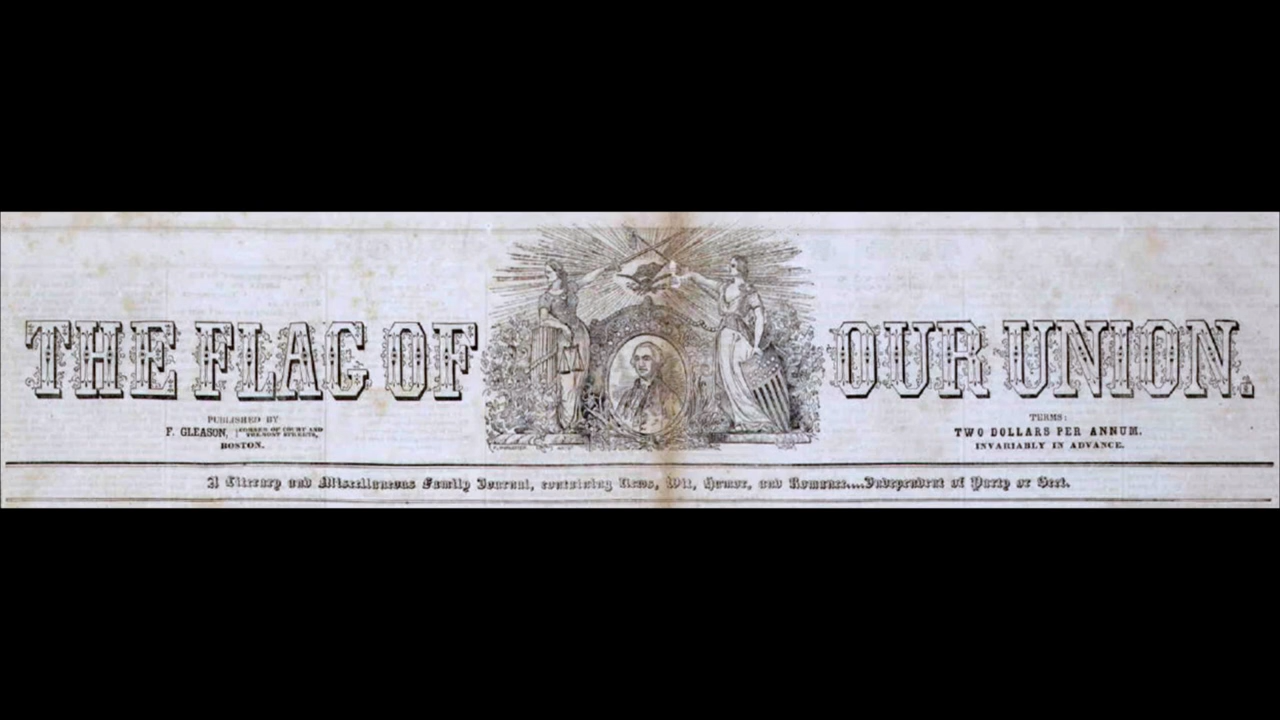 THE FLAG OF OUR UNION.
PUBLISHED BY
F. GLEASON, CORNER OF COURT AND
TREMONT STREETS,
BOSTON.
TERMS:
TWO DOLLARS PER ANNUM.
INVARIABLY IN ADVANCE.
A Literary and Miscellaneous Family Journal, containing News, Wit, Humor, and Romance....Independent of Party or Sect.